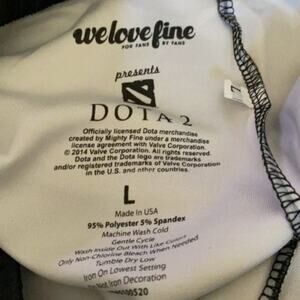 welovefine
FOR FANS BY FANS
presents
DOTA 2
Officially licensed Dota merchandise
created by Mighty Fine under a merchandise
license agreement with Valve Corporation.
© 2014 Valve Corporation. All rights reserved.
Dota and the Dota logo are trademarks
and/or registered trademarks of Valve Corporation
in the U.S. and other countries.
L
Made in USA
95% Polyester 5% Spandex
Machine Wash Cold
Gentle Cycle
Wash Inside Out With Like Colors
Only Non-Chlorine Bleach When Needed
Tumble Dry Low
Iron On Lowest Setting
Not Iron Decoration